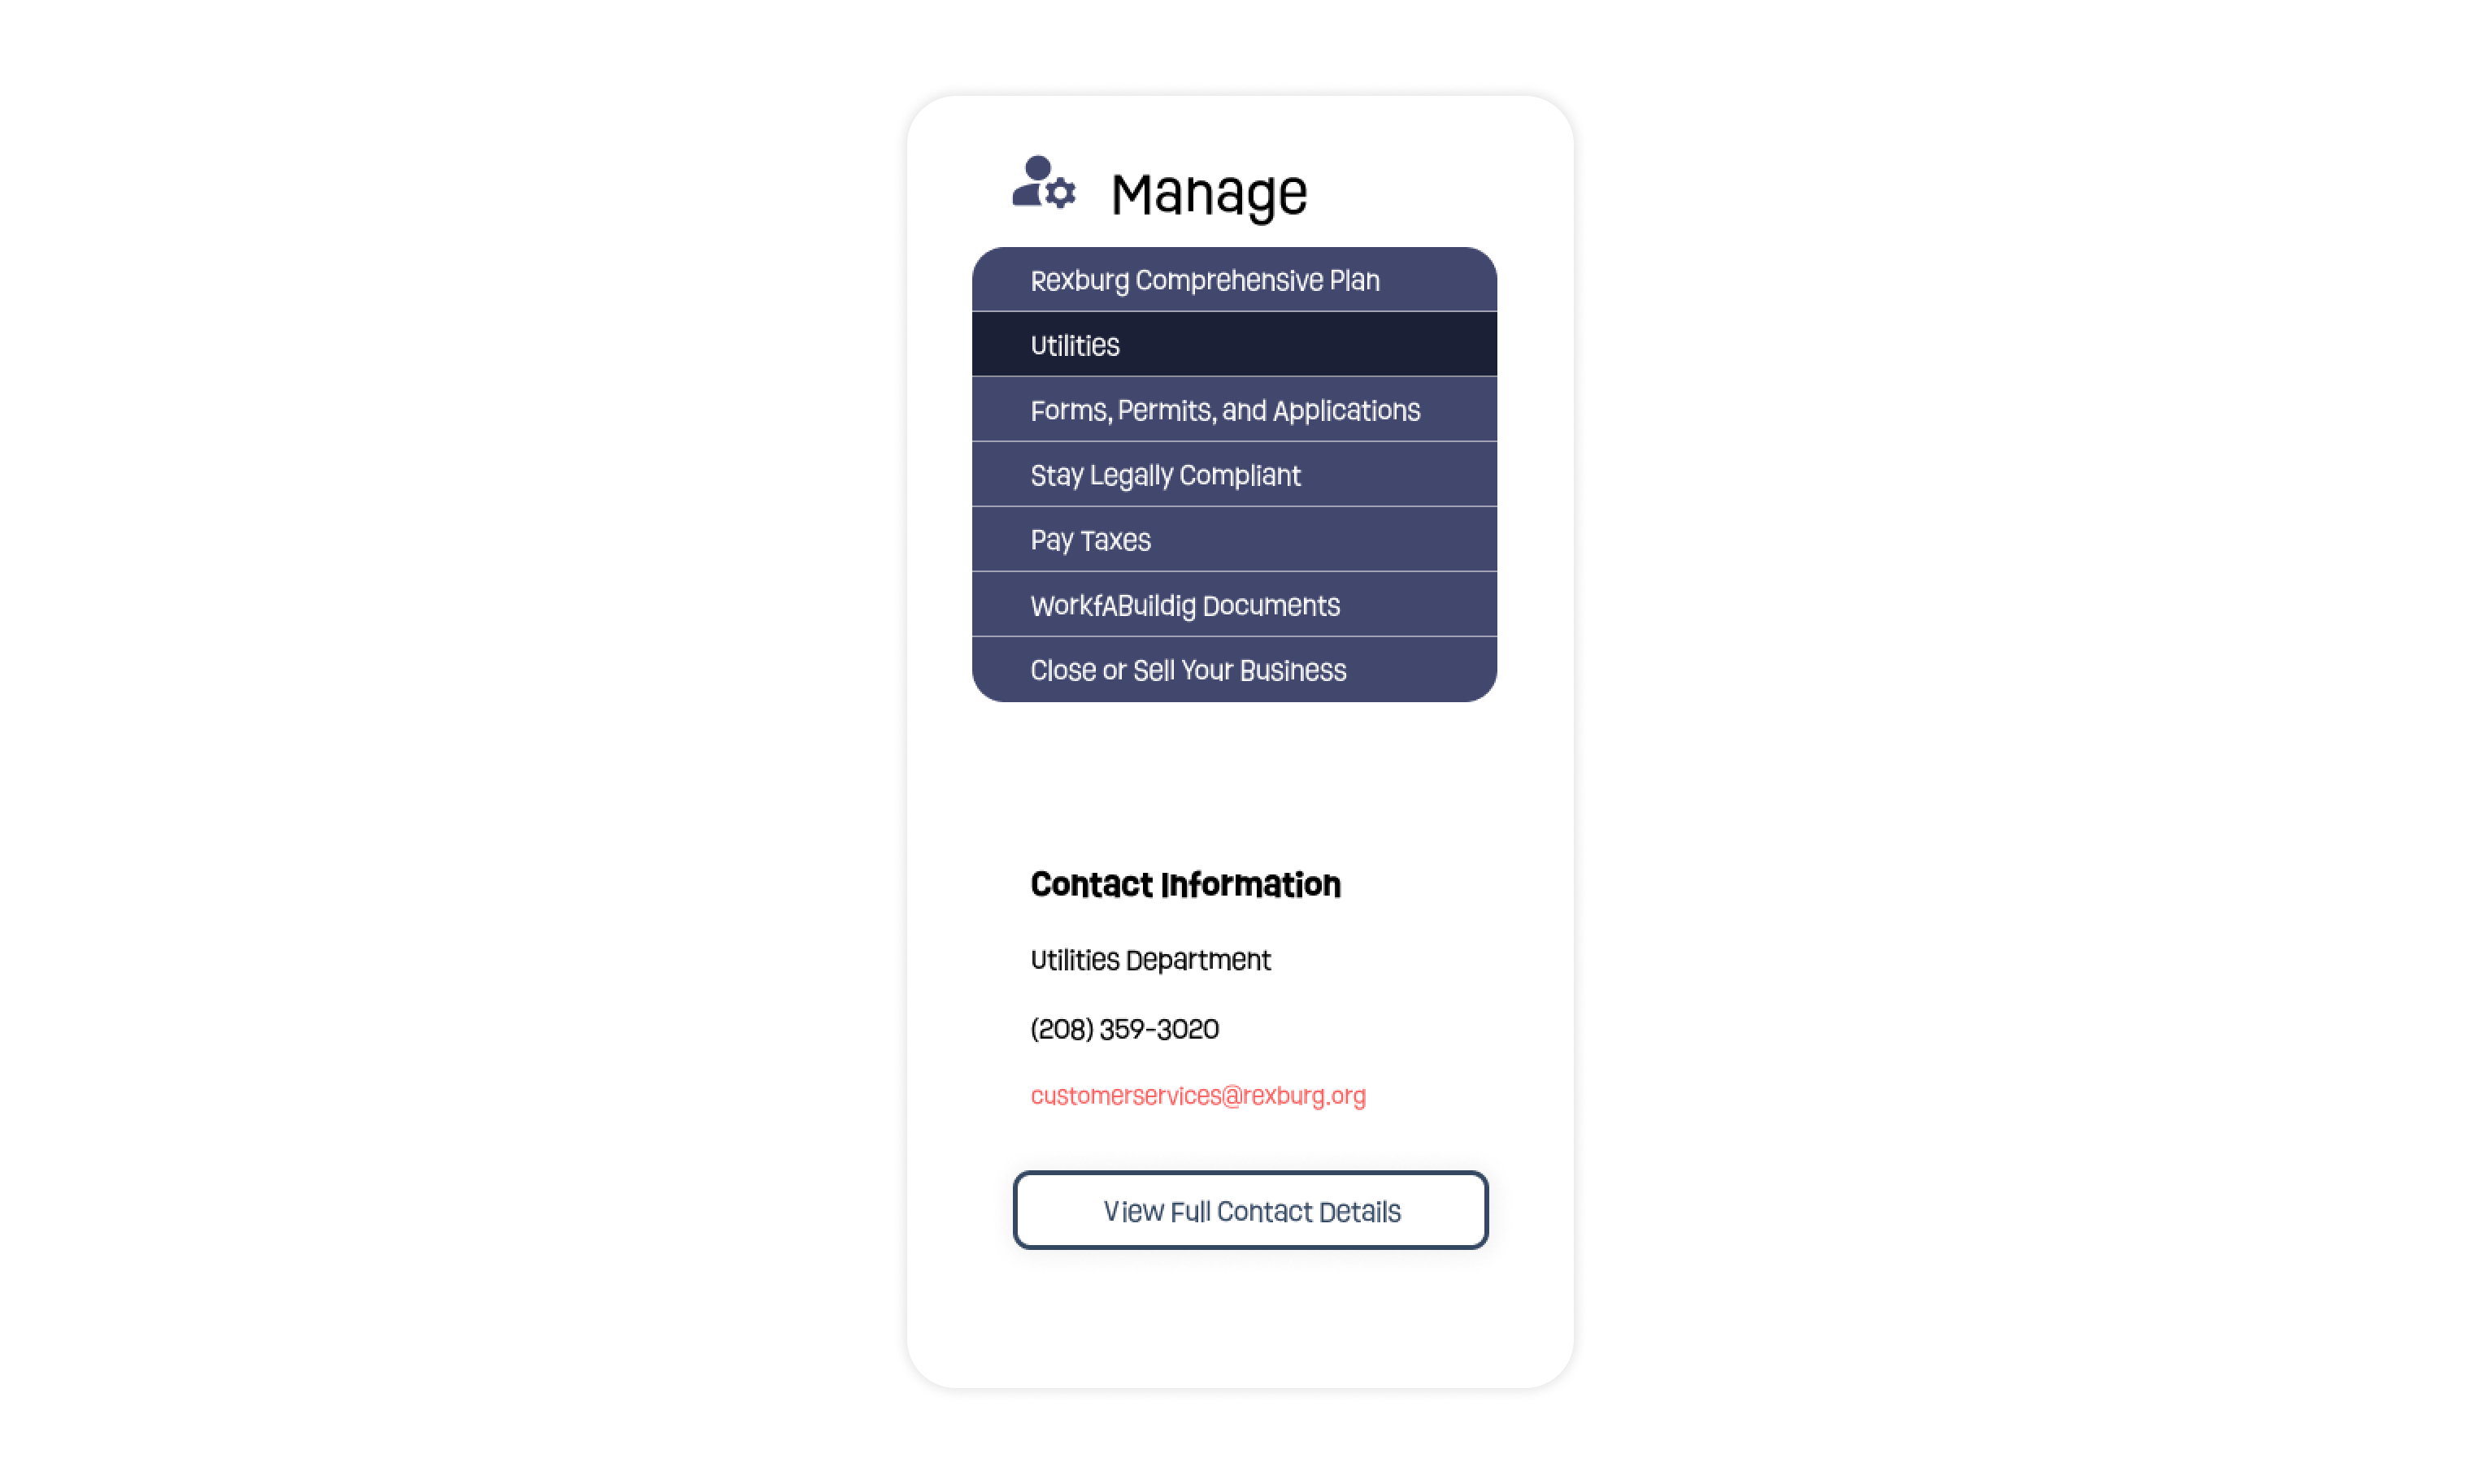 Manage
Rexburg Comprehensive Plan
Utilities
Forms, Permits, and Applications
Stay Legally Compliant
Pay Taxes
WorKfABuildig Documents
Close or Sell Your Business
Contact Information
Utilities Department
(208) 359-3020
customerservices@rexburg.org
View Full Contact Details